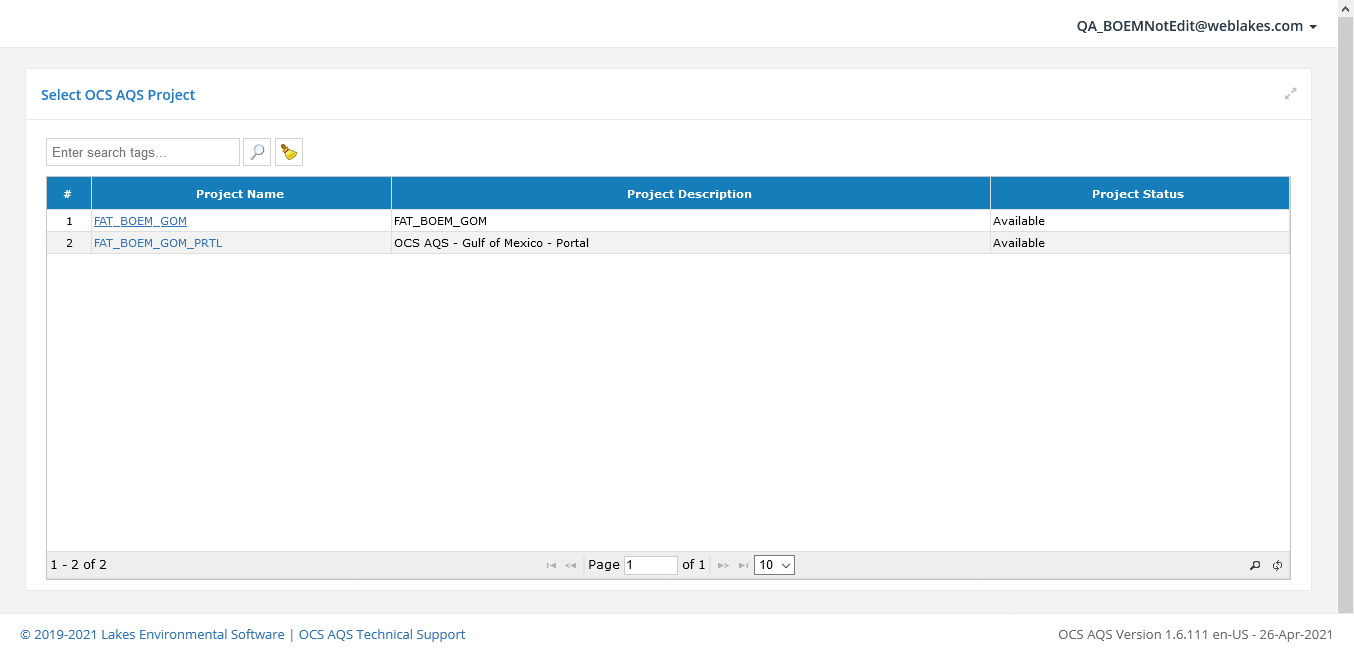 QA_BOEMNotEdit@weblakes.com
Select OCS AQS Project
Enter search tags...
# Project Name Project Description Project Status
1 FAT_BOEM_GOM FAT_BOEM_GOM Available
2 FAT_BOEM_GOM_PRTL OCS AQS - Gulf of Mexico - Portal Available
1 - 2 of 2 Page 1 of 1 10
© 2019-2021 Lakes Environmental Software | OCS AQS Technical Support OCS AQS Version 1.6.111 en-US - 26-Apr-2021